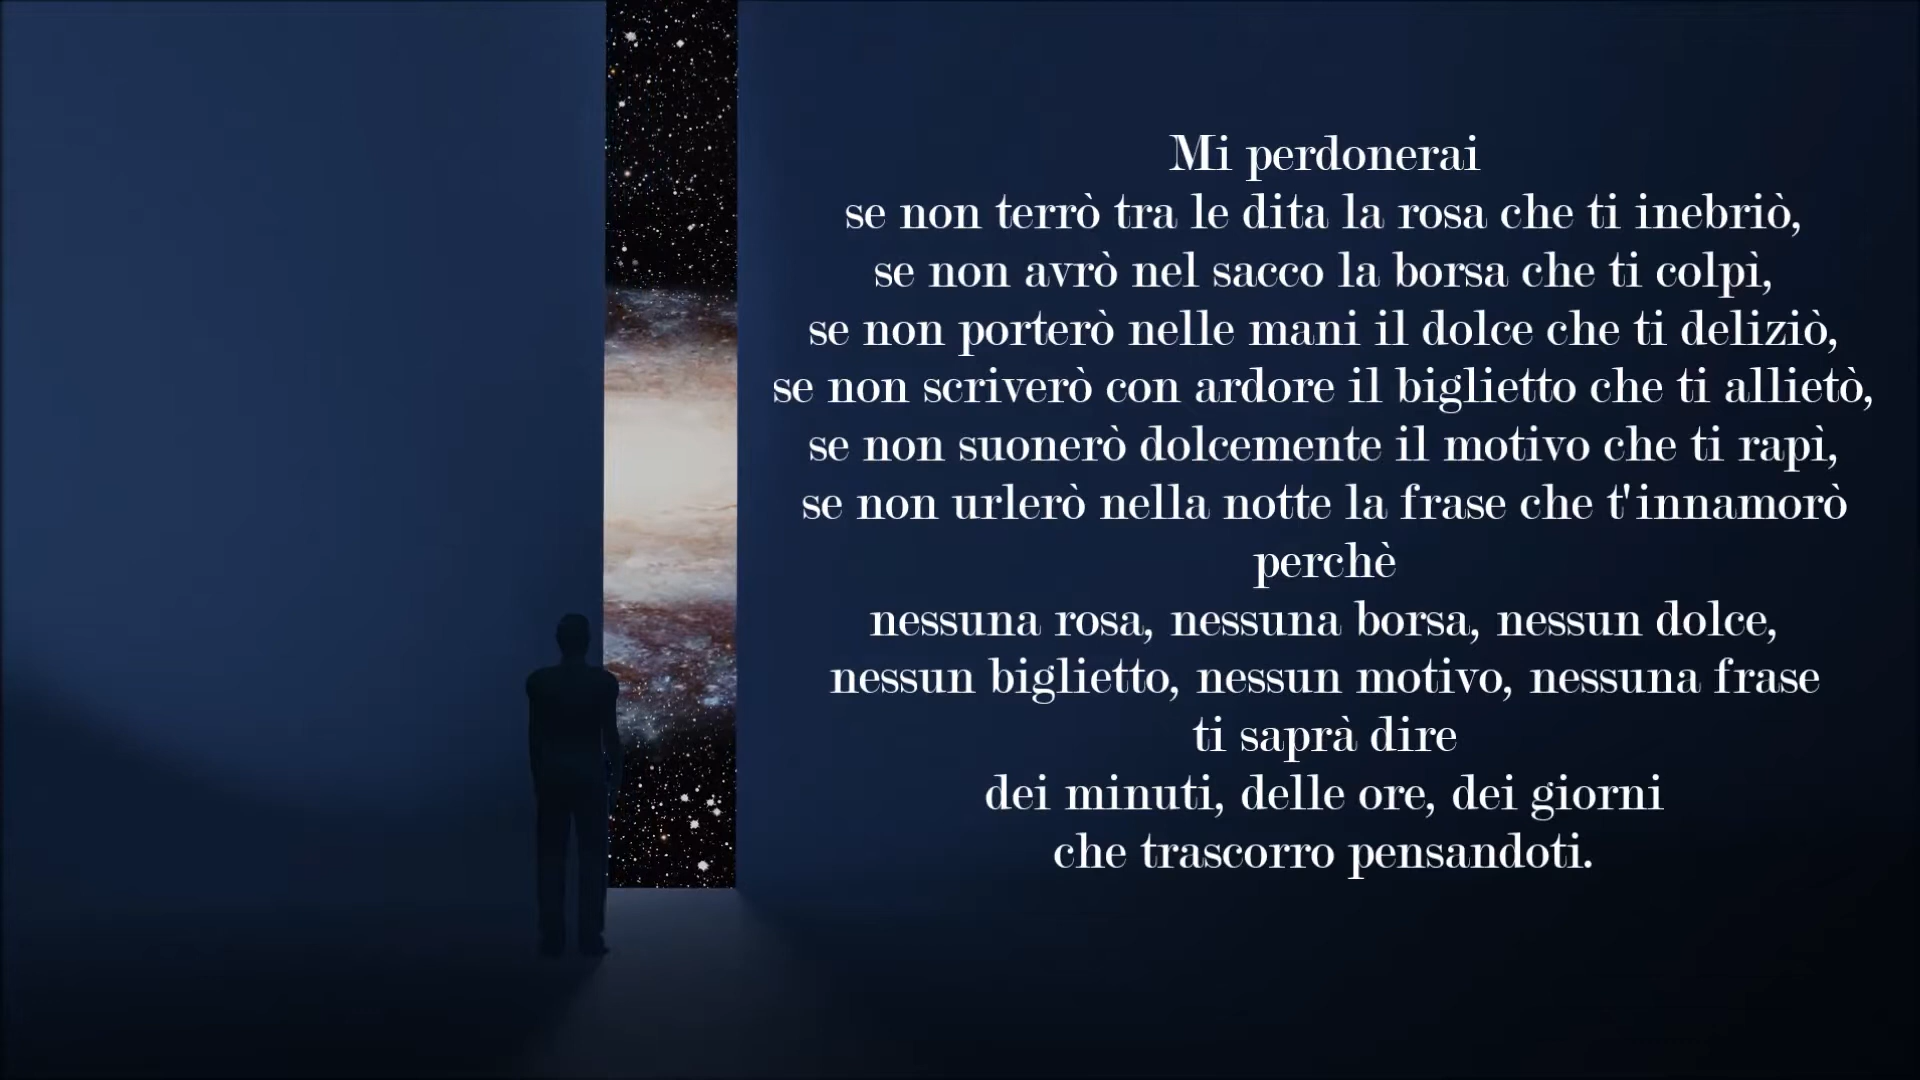 Mi perdonerai
se non terrò tra le dita la rosa che ti inebriò,
se non avrò nel sacco la borsa che ti colpì,
se non porterò nelle mani il dolce che ti deliziò,
se non scriverò con ardore il biglietto che ti allietò,
se non suonerò dolcemente il motivo che ti rapì,
se non urlerò nella notte la frase che t'innamorò
perchè
nessuna rosa, nessuna borsa, nessun dolce,
nessun biglietto, nessun motivo, nessuna frase
ti saprà dire
dei minuti, delle ore, dei giorni
che trascorro pensandoti.